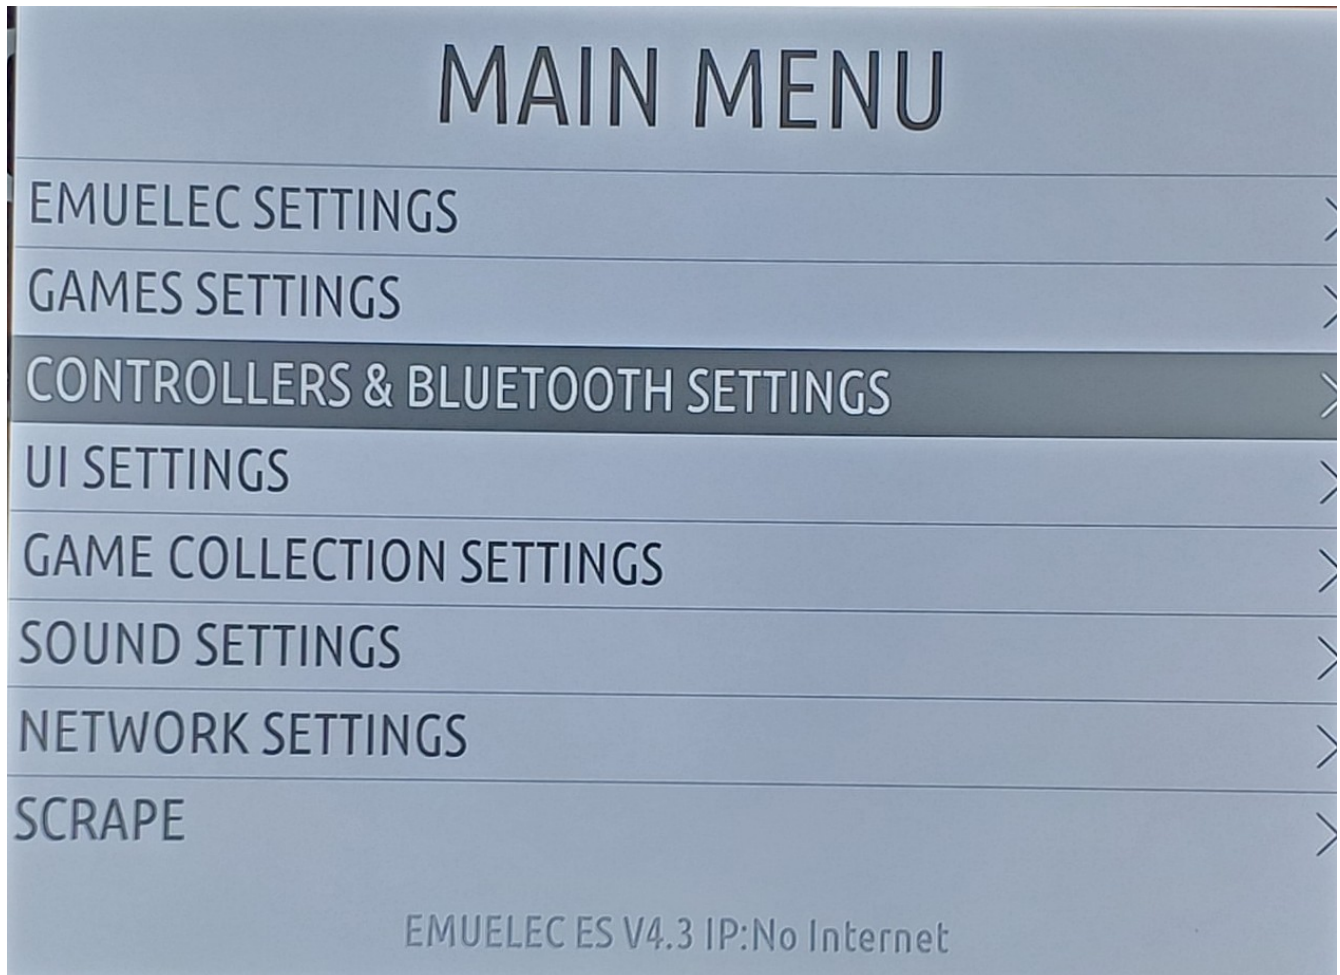 MAIN MENU
EMUELEC SETTINGS
GAMES SETTINGS
CONTROLLERS & BLUETOOTH SETTINGS
UI SETTINGS
GAME COLLECTION SETTINGS
SOUND SETTINGS
NETWORK SETTINGS
SCRAPE
EMUELEC ES V4.3 IP:No Internet